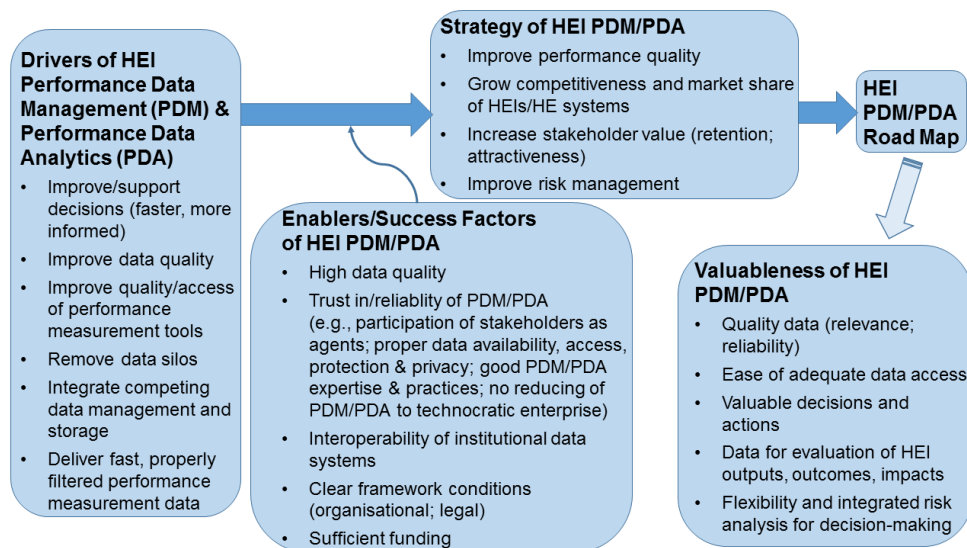 Drivers of HEI
Performance Data
Management (PDM) &
Performance Data
Analytics (PDA)
• Improve/support
decisions (faster, more
informed)
• Improve data quality
• Improve quality/access
of performance
measurement tools
• Remove data silos
• Integrate competing
data management and
storage
• Deliver fast, properly
filtered performance
measurement data
Strategy of HEI PDM/PDA
• Improve performance quality
• Grow competitiveness and market share
of HEIs/HE systems
• Increase stakeholder value (retention;
attractiveness)
• Improve risk management
HEI
PDM/PDA
Road Map
Enablers/Success Factors
of HEI PDM/PDA
• High data quality
• Trust in/reliablity of PDM/PDA
(e.g., participation of stakeholders as
agents; proper data availability, access,
protection & privacy; good PDM/PDA
expertise & practices; no reducing of
PDM/PDA to technocratic enterprise)
• Interoperability of institutional data
systems
• Clear framework conditions
(organisational; legal)
• Sufficient funding
Valuableness of HEI
PDM/PDA
• Quality data (relevance;
reliability)
• Ease of adequate data access
• Valuable decisions and
actions
• Data for evaluation of HEI
outputs, outcomes, impacts
• Flexibility and integrated risk
analysis for decision-making